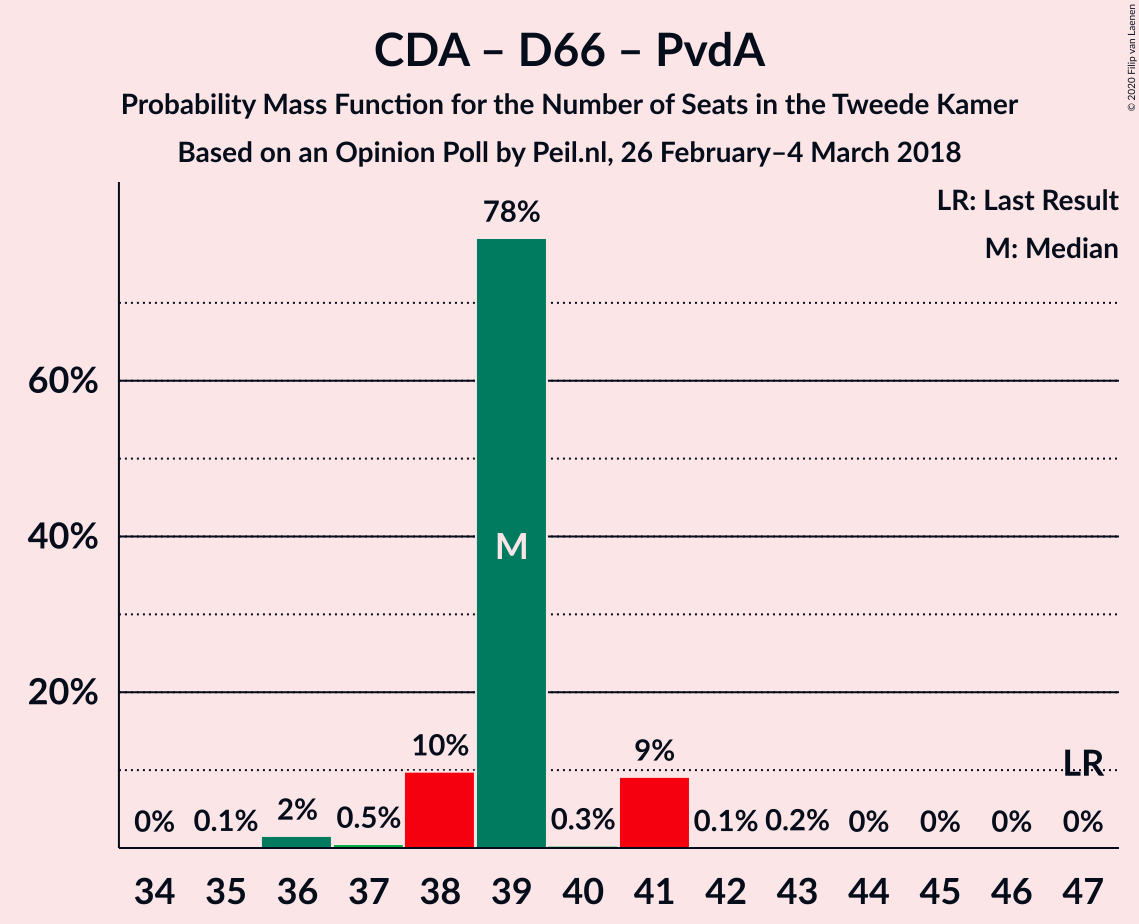 CDA – D66 – PvdA
Probability Mass Function for the Number of Seats in the Tweede Kamer
Based on an Opinion Poll by Peil.nl, 26 February–4 March 2018
© 2020 Filip van Laenen
LR: Last Result
M: Median
60%
40%
20%
0%
0.1%
2%
0.5%
10%
78%
M
0.3%
9%
0.1%
0.2%
0%
0%
0%
LR
0%
34 35 36 37 38 39 40 41 42 43 44 45 46 47